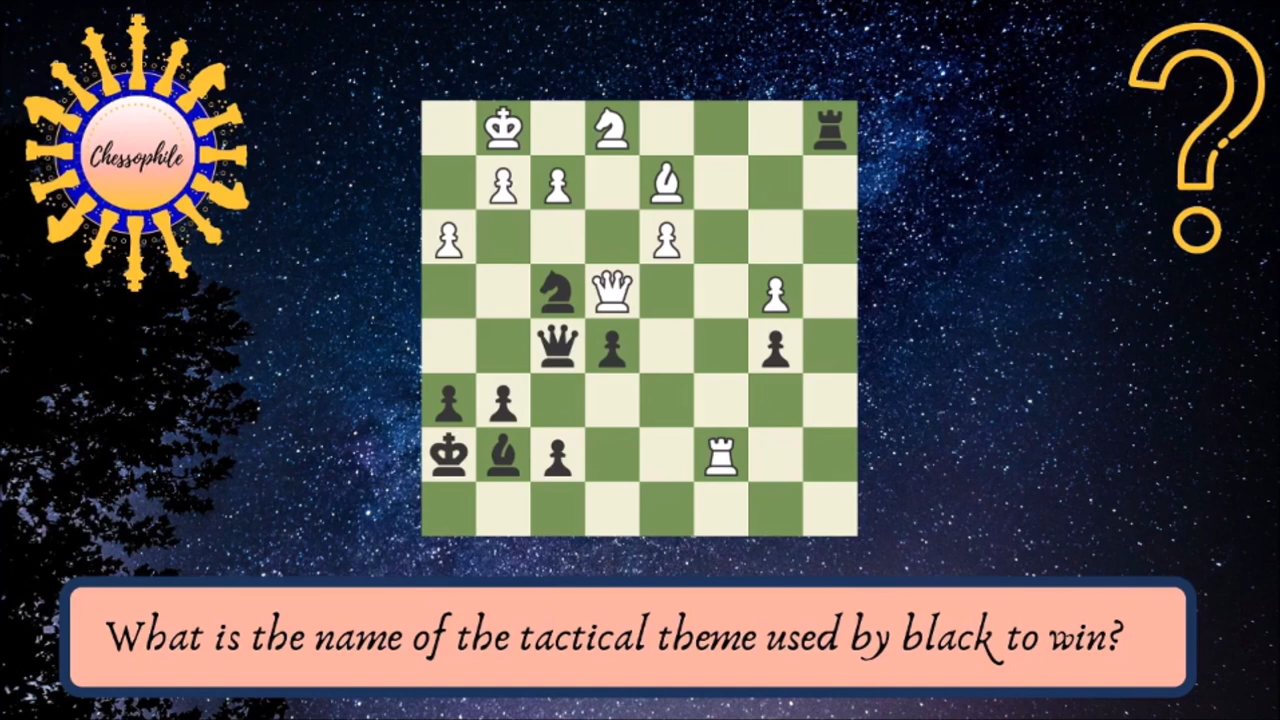 Chessophile
?
What is the name of the tactical theme used by black to win?